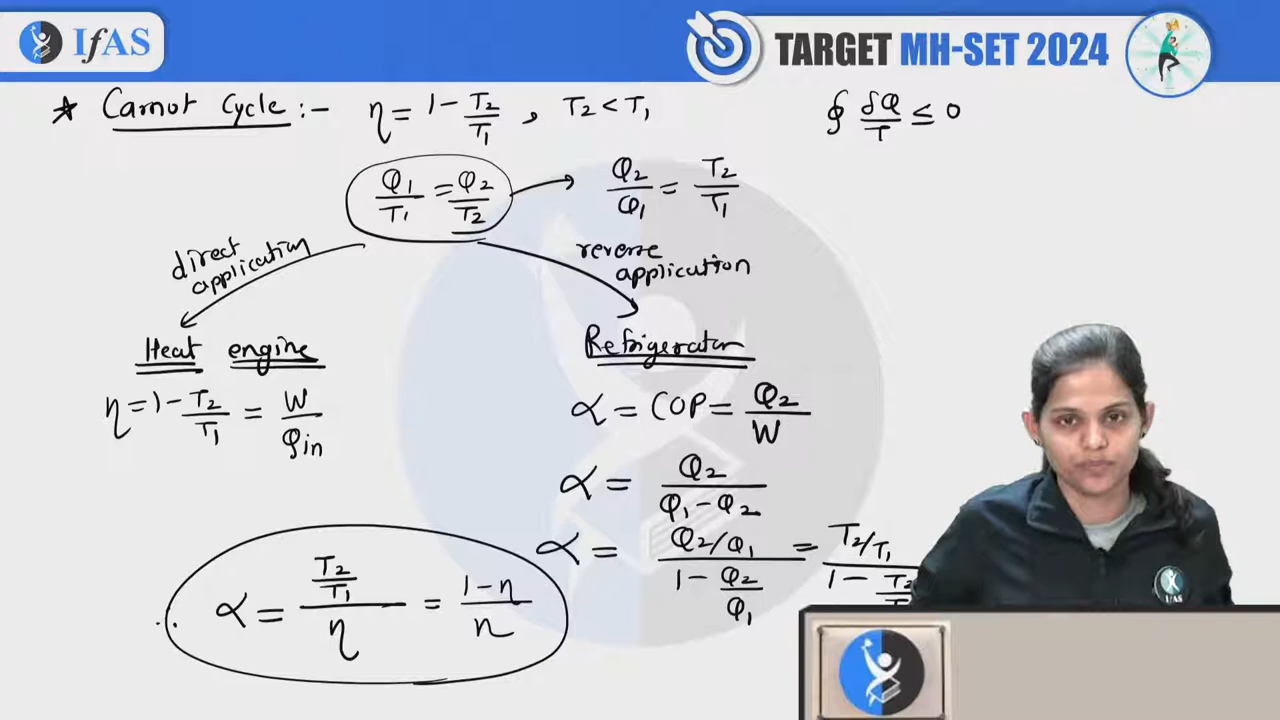 IfAS
TARGET MH-SET 2024
* Carnot Cycle :- η = 1 - T₂/T₁ , T₂ < T₁
∮ δQ/T ≤ 0
Q₁/T₁ = Q₂/T₂ → Q₂/Q₁ = T₂/T₁
direct application
reverse application
Heat engine
Refrigerator
η = 1 - T₂/T₁ = W/Qin
α = COP = Q₂/W
α = Q₂/(Q₁ - Q₂)
α = (Q₂/Q₁)/(1 - Q₂/Q₁) = (T₂/T₁)/(1 - T₂/T
∴ α = (T₂/T₁)/η = (1-η)/η
IfAS